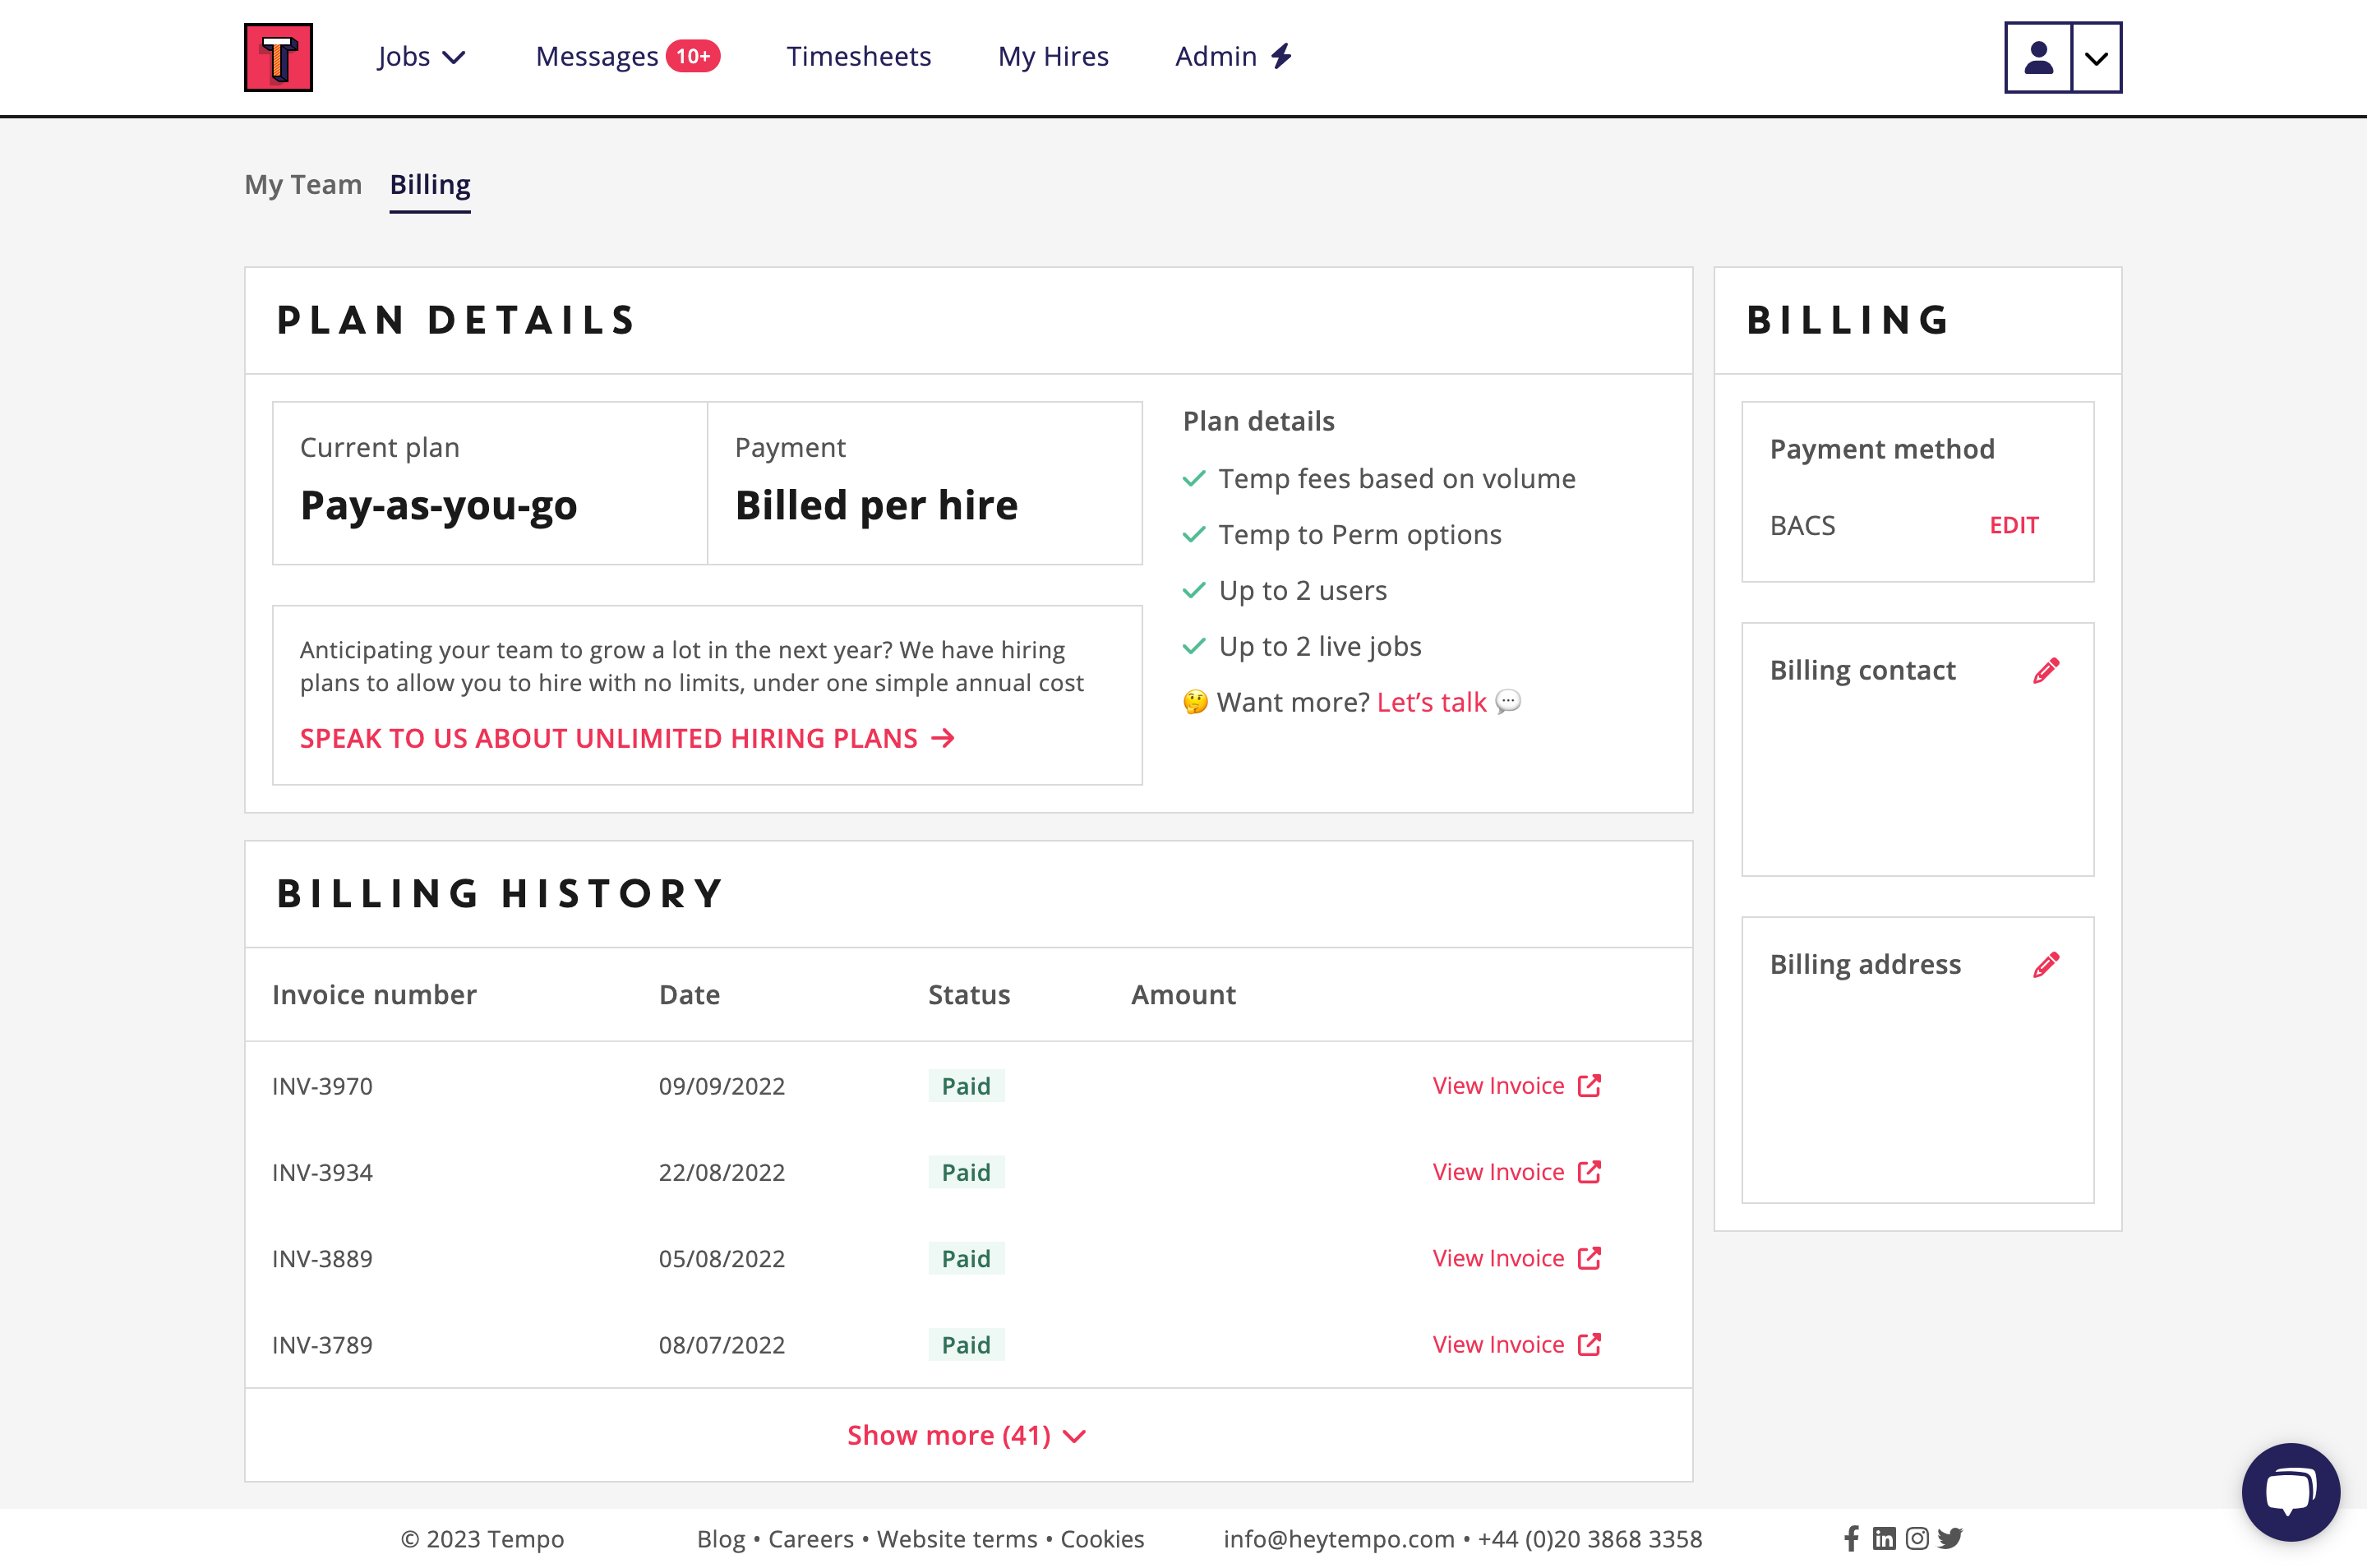 T
Jobs
Messages 10+
Timesheets
My Hires
Admin
My Team
Billing
PLAN DETAILS
Current plan
Pay-as-you-go
Payment
Billed per hire
Anticipating your team to grow a lot in the next year? We have hiring
plans to allow you to hire with no limits, under one simple annual cost
SPEAK TO US ABOUT UNLIMITED HIRING PLANS →
Plan details
Temp fees based on volume
Temp to Perm options
Up to 2 users
Up to 2 live jobs
🤔 Want more? Let's talk 💬
BILLING
Payment method
BACS EDIT
Billing contact
Billing address
BILLING HISTORY
Invoice number Date Status Amount
INV-3970 09/09/2022 Paid View Invoice
INV-3934 22/08/2022 Paid View Invoice
INV-3889 05/08/2022 Paid View Invoice
INV-3789 08/07/2022 Paid View Invoice
Show more (41)
© 2023 Tempo
Blog • Careers • Website terms • Cookies
info@heytempo.com • +44 (0)20 3868 3358